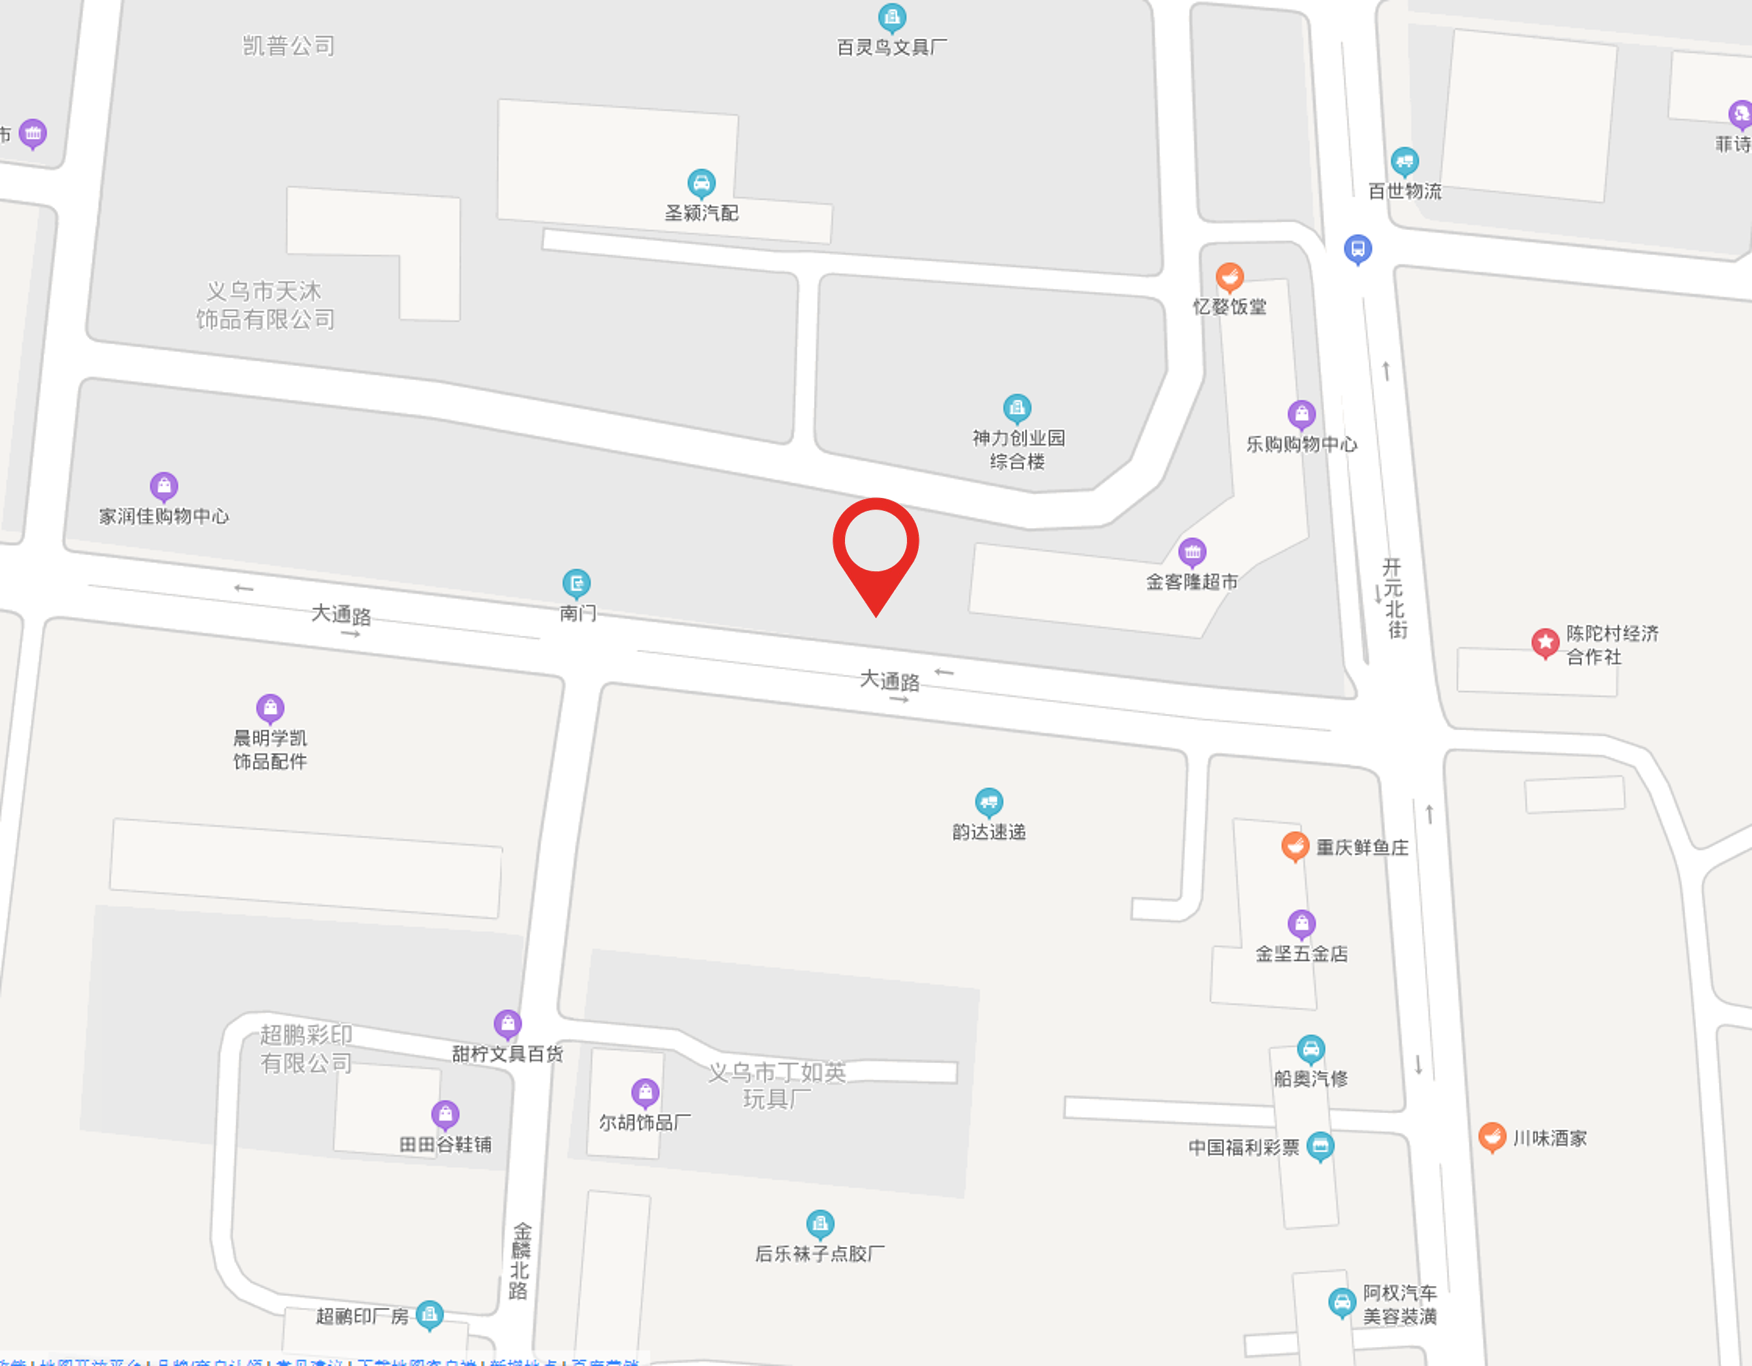 凯普公司
百灵鸟文具厂
市
菲诗
百世物流
圣颖汽配
义乌市天沐
饰品有限公司
忆婺饭堂
神力创业园
综合楼
乐购购物中心
家润佳购物中心
金客隆超市
南门
大通路
开元北街
陈陀村经济
合作社
大通路
晨明学凯
饰品配件
韵达速递
重庆鲜鱼庄
金坚五金店
超鹏彩印
有限公司
甜柠文具百货
义乌市丁如英
玩具厂
船奥汽修
田田谷鞋铺
尔胡饰品厂
中国福利彩票
川味酒家
金麟北路
后乐袜子点胶厂
超鹂印厂房
阿权汽车
美容装潢